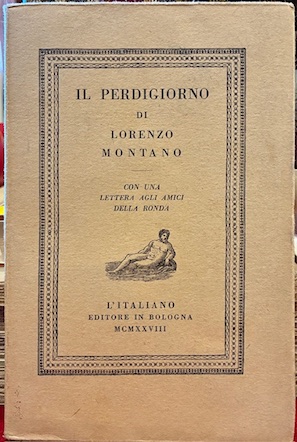 IL PERDIGIORNO
DI
LORENZO
MONTANO
CON UNA
LETTERA AGLI AMICI
DELLA RONDA
L'ITALIANO
EDITORE IN BOLOGNA
MCMXXVIII